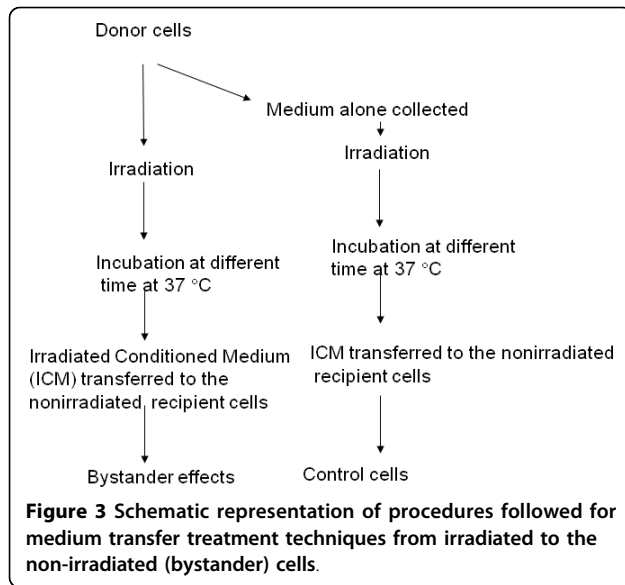 Donor cells
Medium alone collected
Irradiation
Irradiation
Incubation at different
time at 37 °C
Incubation at different
time at 37 °C
Irradiated Conditioned Medium
(ICM) transferred to the
nonirradiated, recipient cells
ICM transferred to the nonirradiated
recipient cells
Bystander effects
Control cells
Figure 3 Schematic representation of procedures followed for
medium transfer treatment techniques from irradiated to the
non-irradiated (bystander) cells.